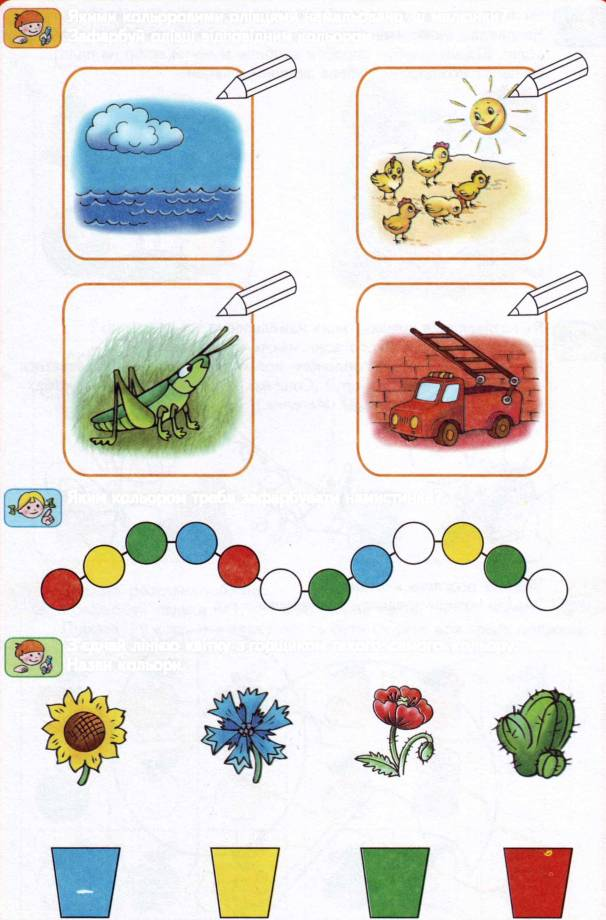 Якими кольоровими олівцями намальовано ці малюнки?
Зафарбуй олівці відповідним кольором.
Яким кольором треба зафарбувати намистинки?
З'єднай лінією квітку з горщиком такого самого кольору.
Назви кольори.